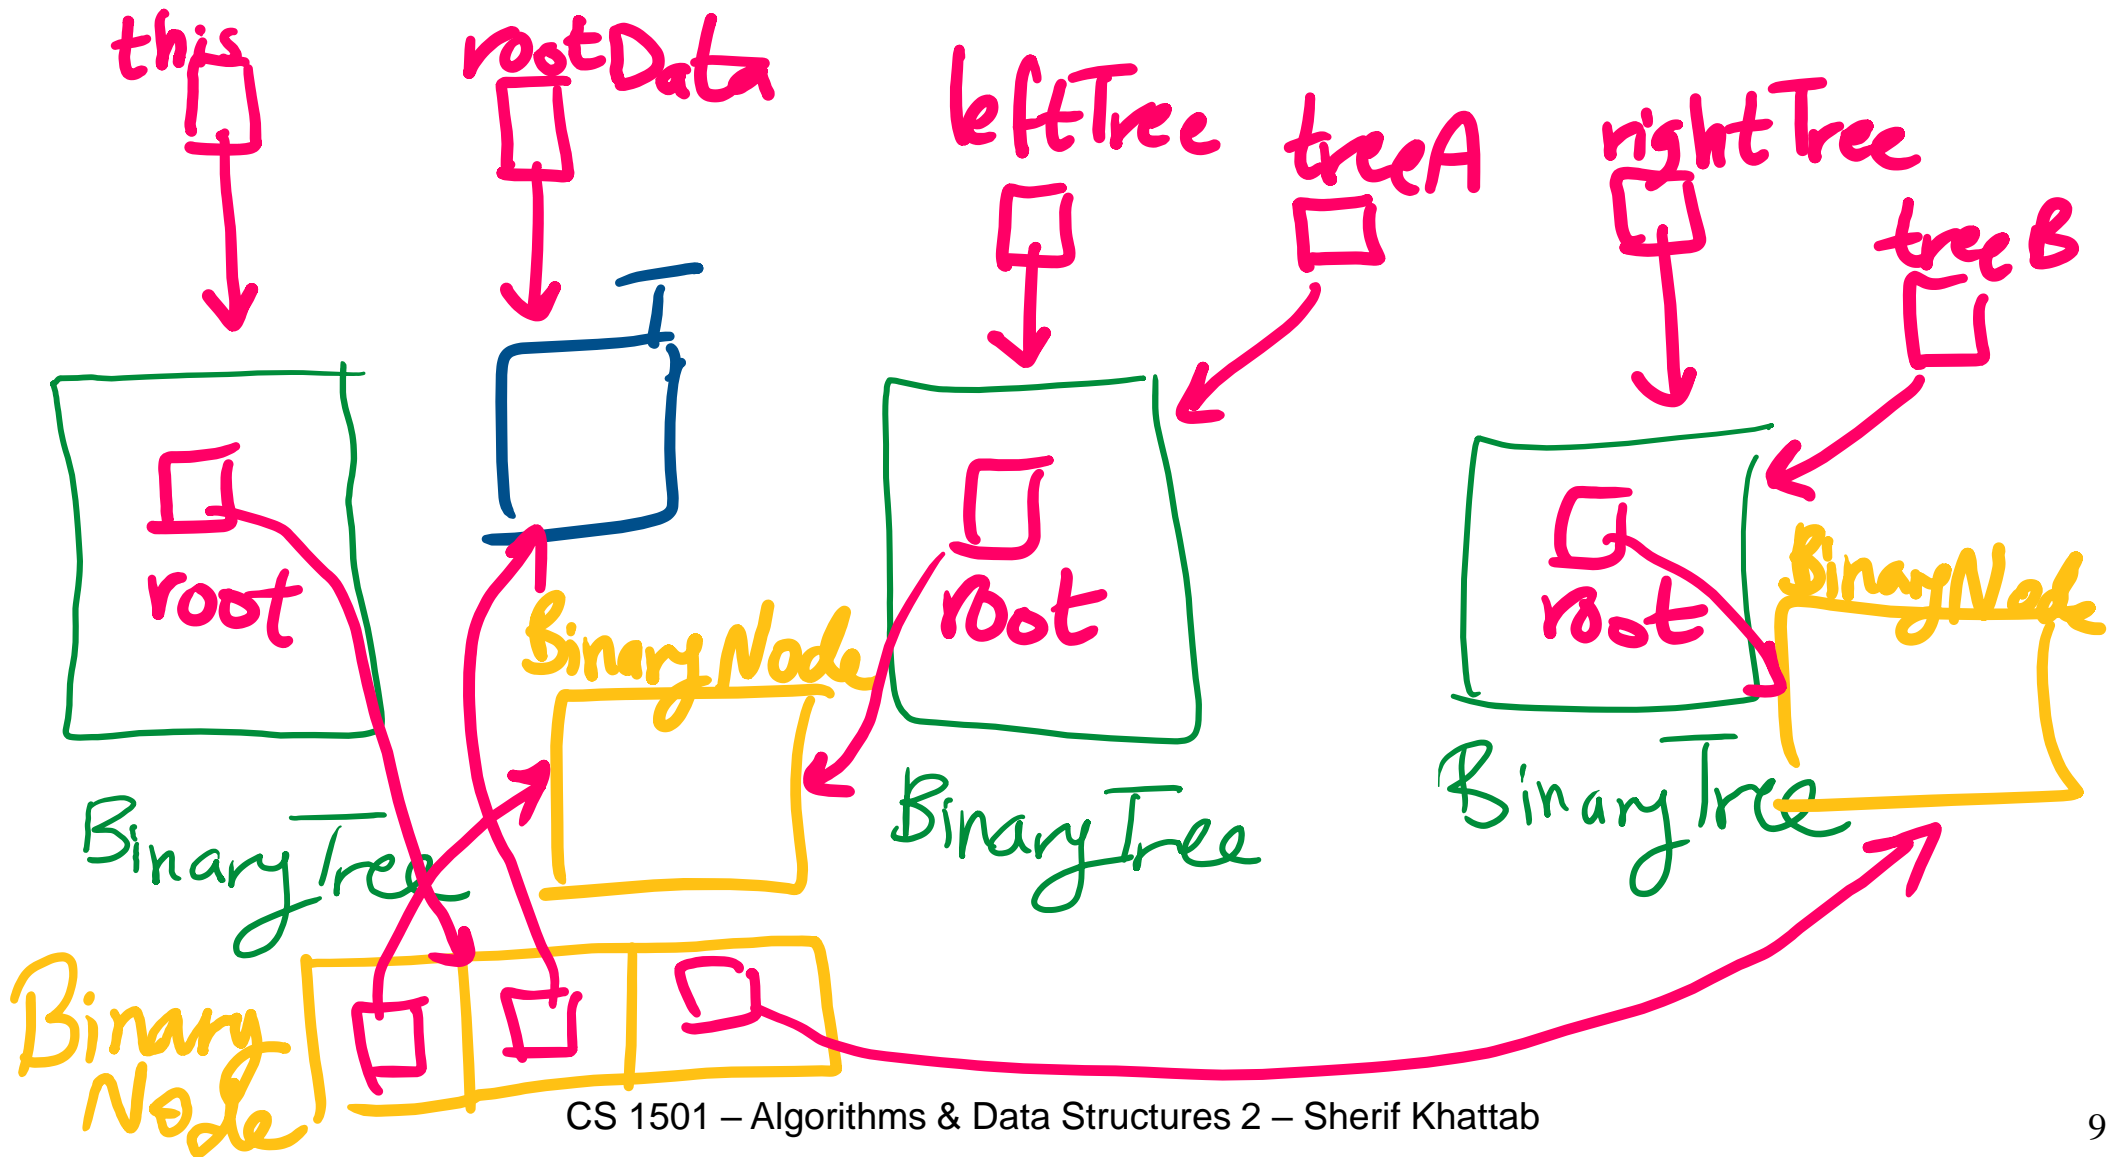 this
rootData
leftTree
treeA
rightTree
treeB
T
root
root
root
BinaryNode
BinaryNode
BinaryTree
BinaryTree
BinaryTree
Binary
Node
CS 1501 – Algorithms & Data Structures 2 – Sherif Khattab
9